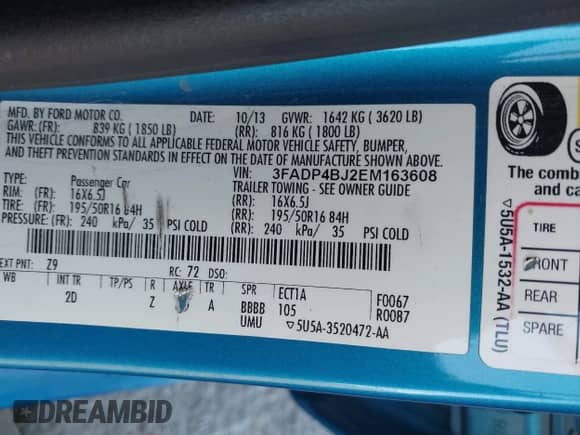 MFD. BY FORD MOTOR CO.
DATE: 10/13 GVWR: 1642 KG ( 3620 LB)
GAWR: (FR): 839 KG ( 1850 LB) (RR): 816 KG ( 1800 LB)
THIS VEHICLE CONFORMS TO ALL APPLICABLE FEDERAL MOTOR VEHICLE SAFETY, BUMPER,
AND THEFT PREVENTION STANDARDS IN EFFECT ON THE DATE OF MANUFACTURE SHOWN ABOVE.
VIN: 3FADP4BJ2EM163608
TYPE: Passenger Car TRAILER TOWING - SEE OWNER GUIDE
RIM: 16X6.5J (RR): 16X6.5J
TIRE: (FR): 195/50R16 84H (RR): 195/50R16 84H
PRESSURE: (FR): 240 kPa/ 35 PSI COLD (RR): 240 kPa/ 35 PSI COLD
EXT PNT: Z9 RC: 72 DSO:
WB INT TR TP/PS R AXLE TR SPR ECT1A F0067
2D Z A BBBB 105 R0087
UMU ▽5U5A-3520472-AA
The comb
and ca
▽5U5A-1532-AA (TLU)
TIRE
FRONT
REAR
SPARE
DREAMBID